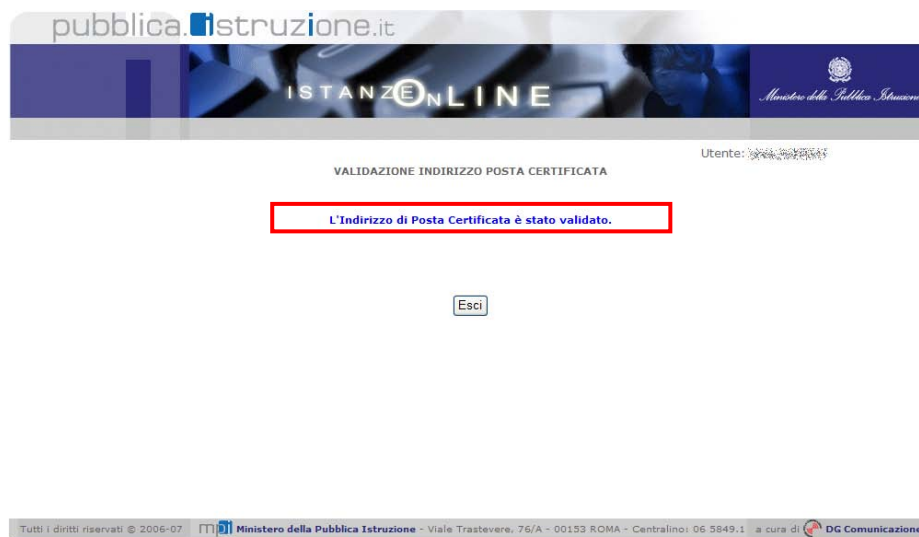 pubblica.istruzione.it
ISTANZE ON LINE
Ministero della Pubblica Istruzione
Utente:
VALIDAZIONE INDIRIZZO POSTA CERTIFICATA
L'Indirizzo di Posta Certificata è stato validato.
Esci
Tutti i diritti riservati © 2006-07 mpi Ministero della Pubblica Istruzione - Viale Trastevere, 76/A - 00153 ROMA - Centralino: 06 5849.1 a cura di DG Comunicazione